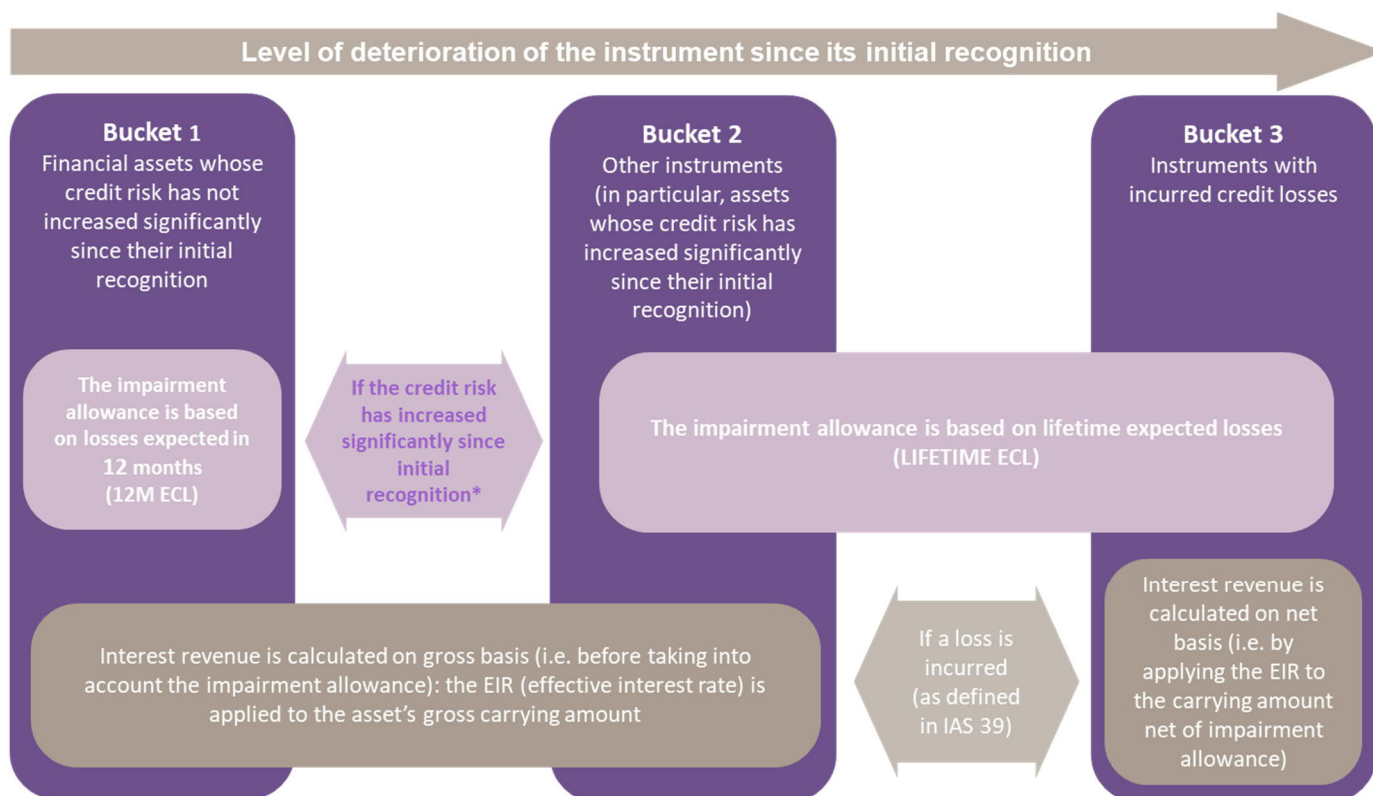 Level of deterioration of the instrument since its initial recognition
Bucket 1
Financial assets whose
credit risk has not
increased significantly
since their initial
recognition
Bucket 2
Other instruments
(in particular, assets
whose credit risk has
increased significantly
since their initial
recognition)
Bucket 3
Instruments with
incurred credit losses
The impairment
allowance is based
on losses expected in
12 months
(12M ECL)
If the credit risk
has increased
significantly since
initial
recognition*
The impairment allowance is based on lifetime expected losses
(LIFETIME ECL)
Interest revenue is calculated on gross basis (i.e. before taking into
account the impairment allowance): the EIR (effective interest rate) is
applied to the asset’s gross carrying amount
If a loss is
incurred
(as defined
in IAS 39)
Interest revenue is
calculated on net
basis (i.e. by
applying the EIR to
the carrying amount
net of impairment
allowance)